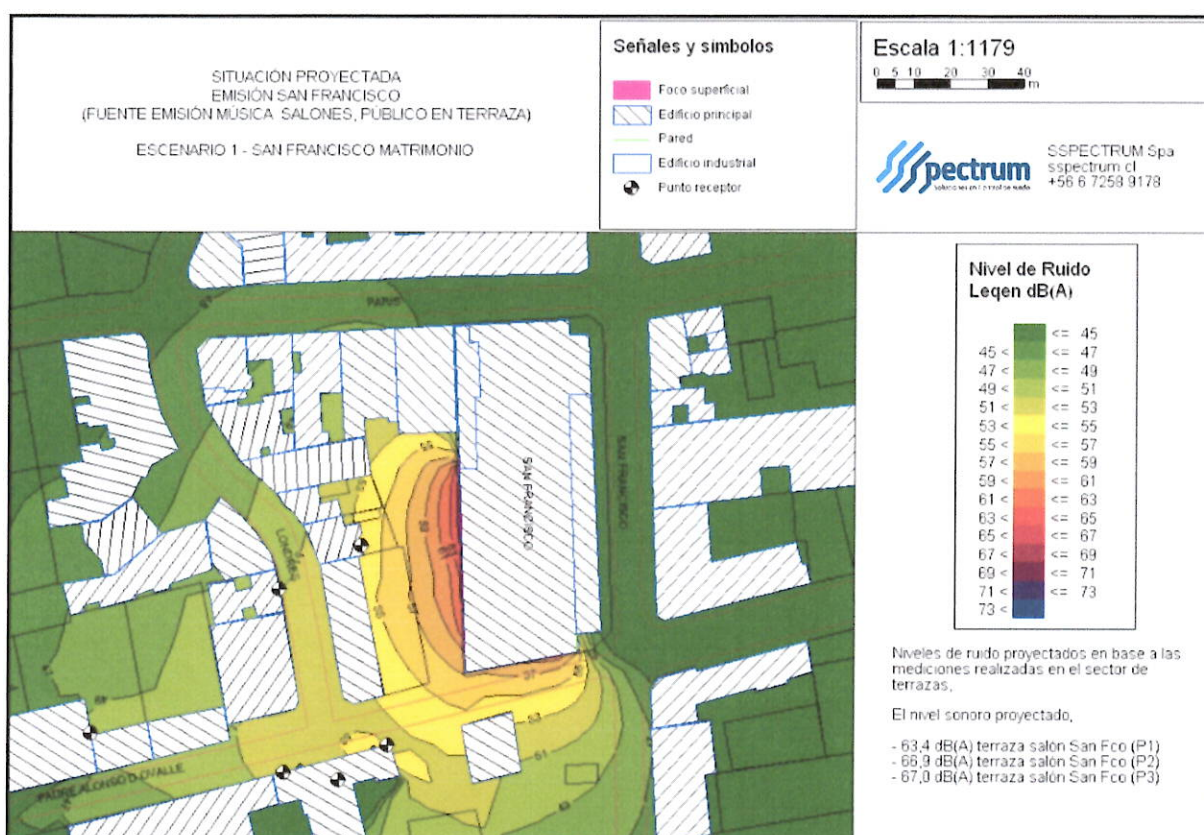 SITUACIÓN PROYECTADA
EMISIÓN SAN FRANCISCO
(FUENTE EMISIÓN MÚSICA SALONES, PÚBLICO EN TERRAZA)
ESCENARIO 1 - SAN FRANCISCO MATRIMONIO
Señales y símbolos
Foco superficial
Edificio principal
Pared
Edificio industrial
Punto receptor
Escala 1:1179
0 5 10 20 30 40
m
Spectrum
Soluciones en Control de ruido
SSPECTRUM Spa
sspectrum cl
+56 6 7258 9178
PARIS
SAN FRANCISCO
SAN FRANCISCO
LONDRES
PADRE ALONSO D.OVALLE
Nivel de Ruido
Leqen dB(A)
<= 45
45 < <= 47
47 < <= 49
49 < <= 51
51 < <= 53
53 < <= 55
55 < <= 57
57 < <= 59
59 < <= 61
61 < <= 63
63 < <= 65
65 < <= 67
67 < <= 69
69 < <= 71
71 < <= 73
73 <
Niveles de ruido proyectados en base a las
mediciones realizadas en el sector de
terrazas,
El nivel sonoro proyectado,
- 63,4 dB(A) terraza salón San Fco (P1)
- 66,9 dB(A) terraza salón San Fco (P2)
- 67,0 dB(A) terraza salón San Fco (P3)